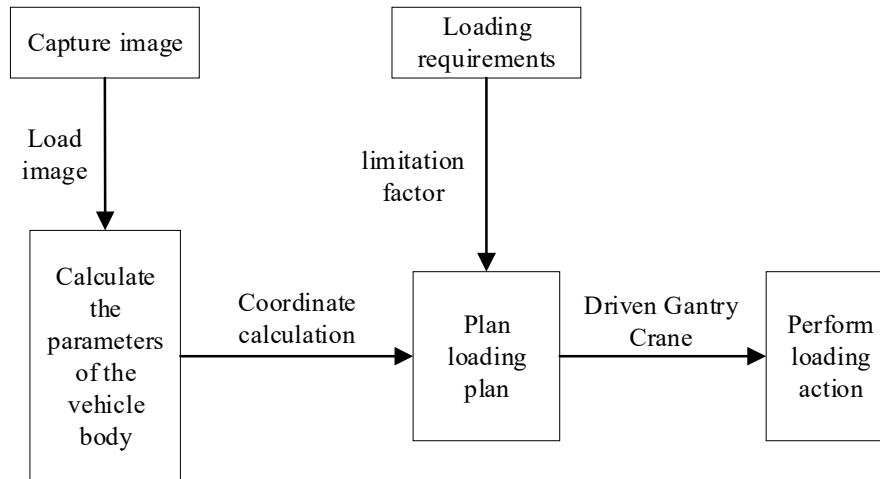 Capture image
Loading
requirements
Load
image
limitation
factor
Calculate
the
parameters
of the
vehicle
body
Coordinate
calculation
Plan
loading
plan
Driven Gantry
Crane
Perform
loading
action